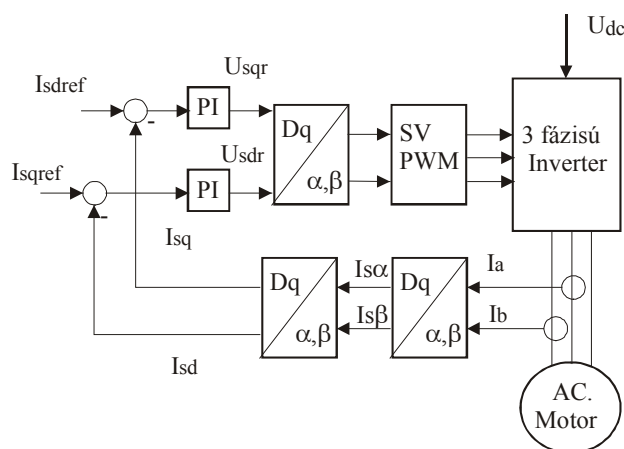 Udc
Usqr
Isdref
PI
Dq
α,β
SV
PWM
3 fázisú
Inverter
-
Isqref
Usdr
PI
-
Isq
Isα
Ia
Dq
α,β
Dq
α,β
Isβ
Ib
Isd
AC.
Motor